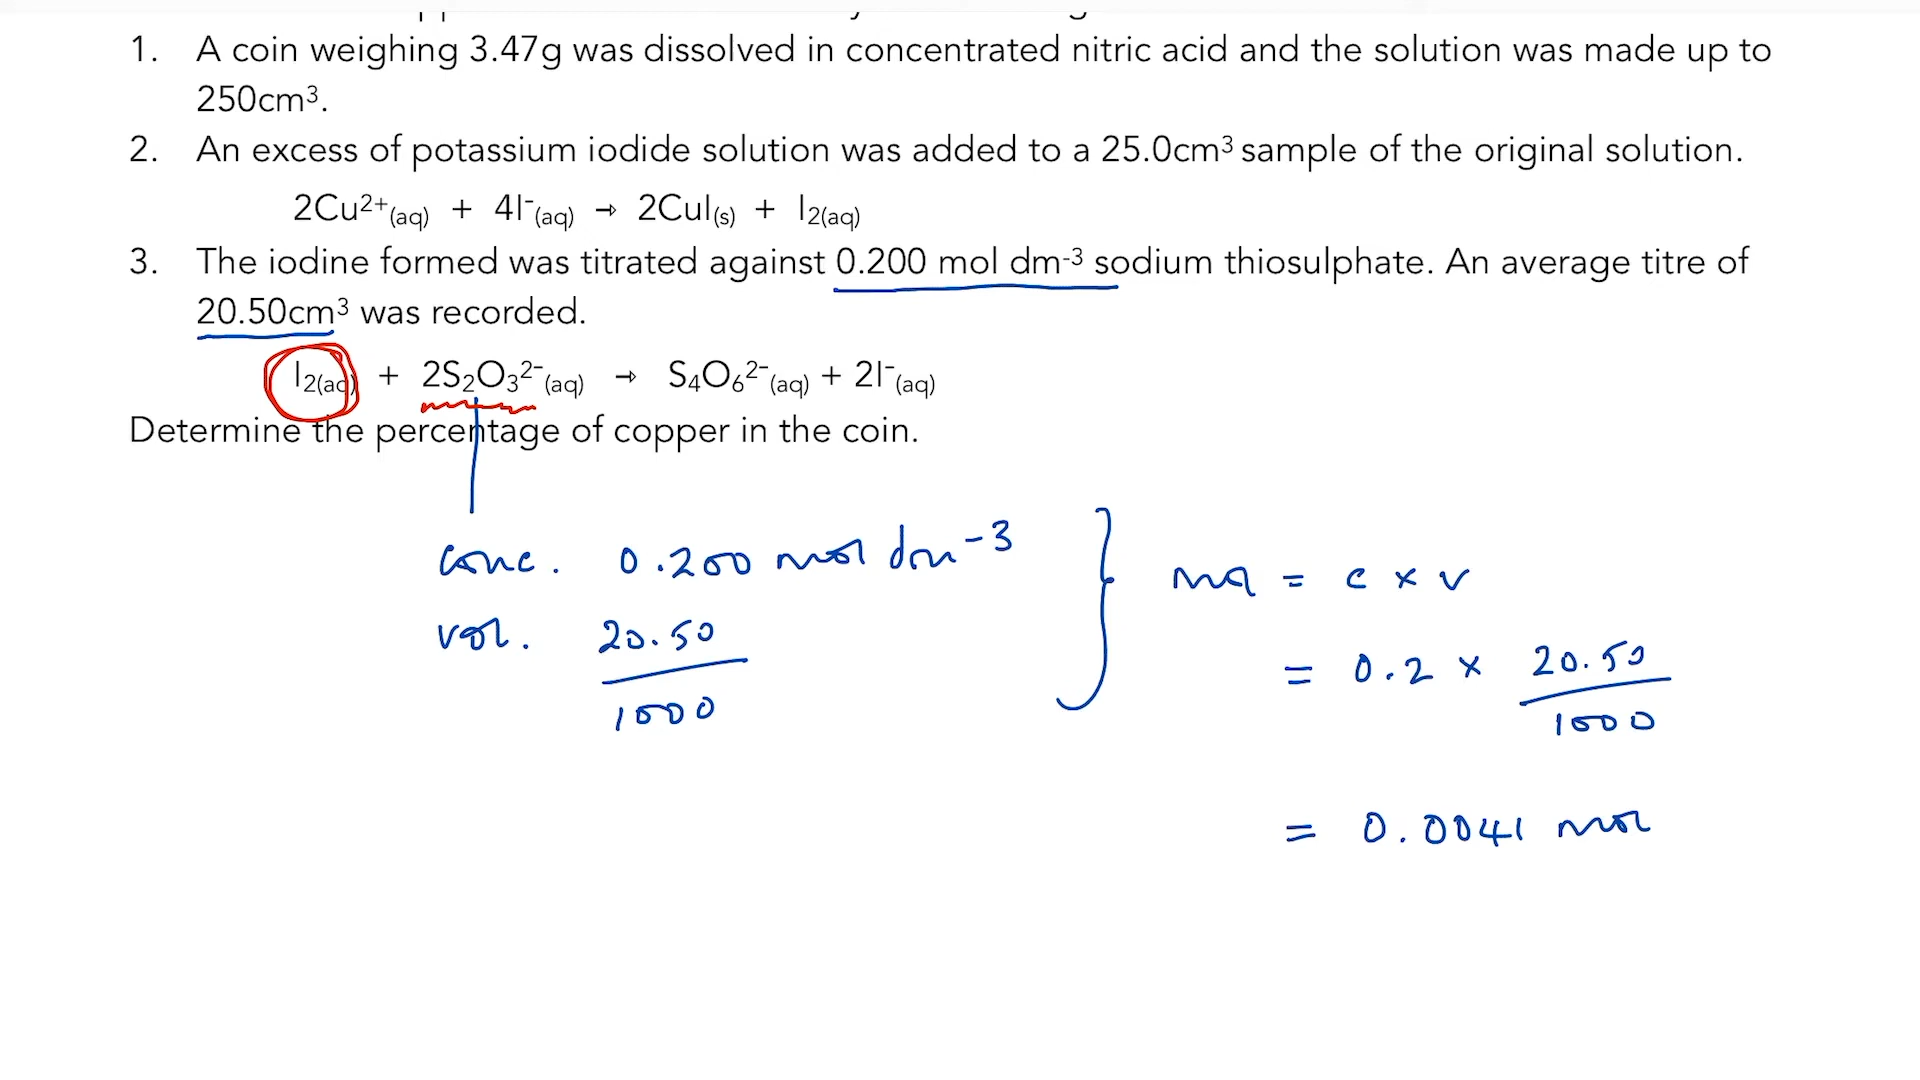 1. A coin weighing 3.47g was dissolved in concentrated nitric acid and the solution was made up to
250cm³.
2. An excess of potassium iodide solution was added to a 25.0cm³ sample of the original solution.
2Cu²⁺(aq) + 4I⁻(aq) → 2CuI(s) + I₂(aq)
3. The iodine formed was titrated against 0.200 mol dm-³ sodium thiosulphate. An average titre of
20.50cm³ was recorded.
I₂(aq) + 2S₂O₃²⁻(aq) → S₄O₆²⁻(aq) + 2I⁻(aq)
Determine the percentage of copper in the coin.
conc. 0.200 mol dm⁻³
vol. 20.50
1000
mol = c × v
= 0.2 × 20.50
1000
= 0.0041 mol